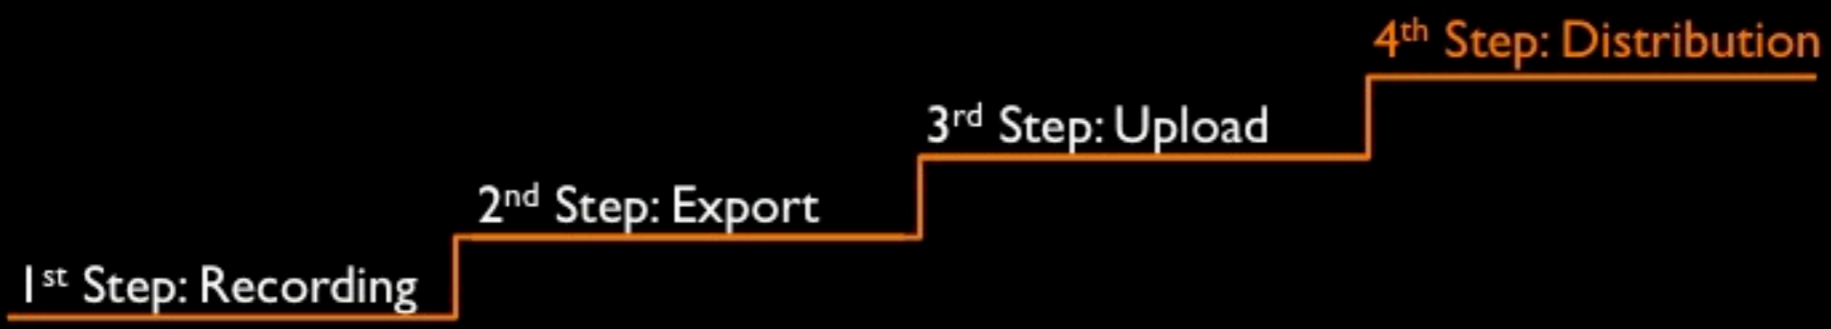 4th Step: Distribution
3rd Step: Upload
2nd Step: Export
1st Step: Recording